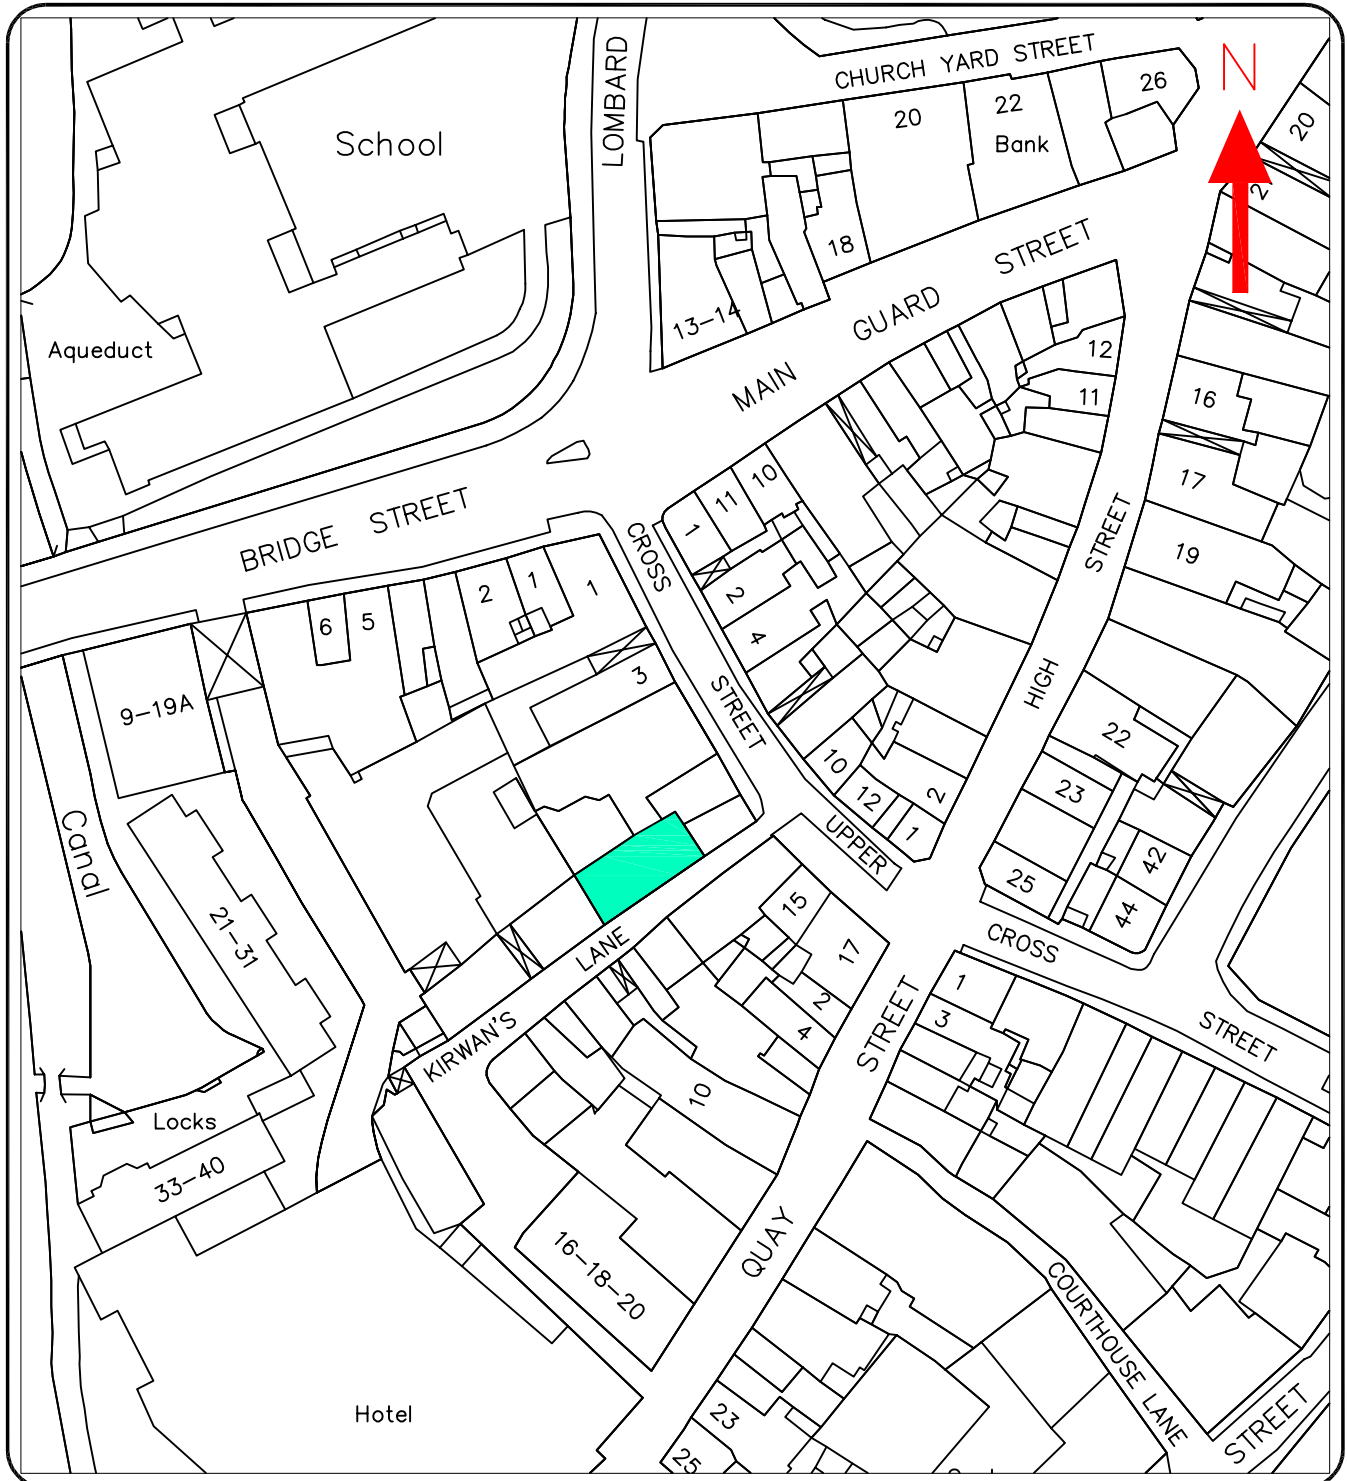 LOMBARD
CHURCH YARD STREET
26
N
20
22
Bank
20
School
18
13-14
MAIN GUARD STREET
Aqueduct
12
11
16
17
19
BRIDGE STREET
10
11
1
CROSS STREET
2
4
6
5
2
1
1
3
9-19A
HIGH STREET
22
23
25
42
44
10
12
1
2
UPPER
CROSS STREET
Canal
21-31
KIRWAN'S LANE
15
17
2
4
10
1
3
Locks
33-40
QUAY STREET
16-18-20
COURTHOUSE LANE
STREET
Hotel
23
25